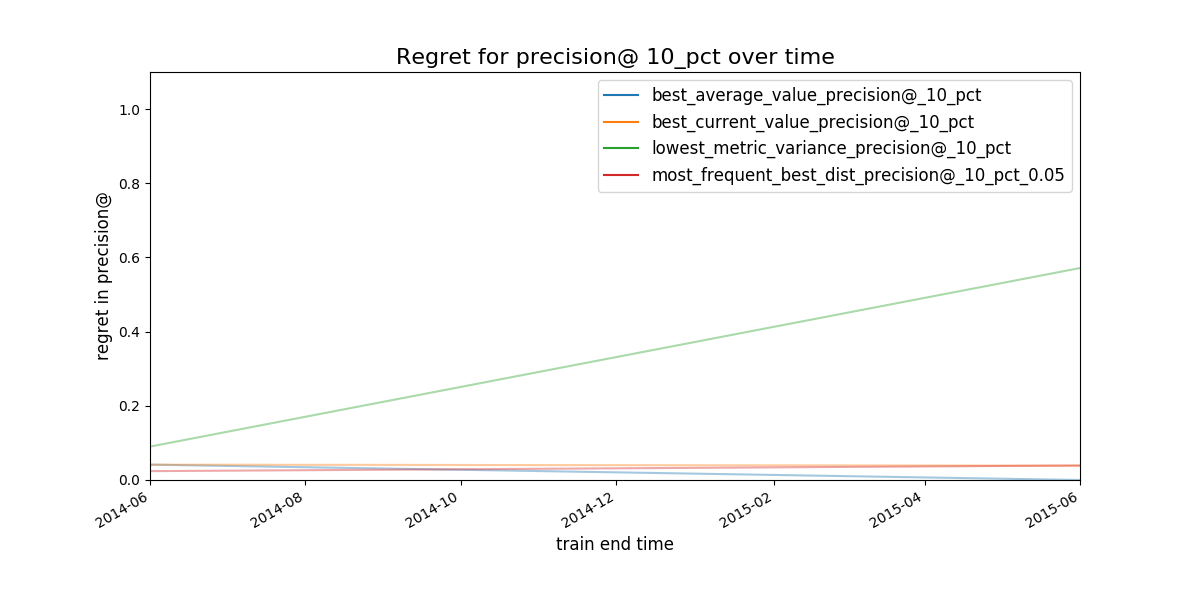 Regret for precision@ 10_pct over time
best_average_value_precision@_10_pct
best_current_value_precision@_10_pct
lowest_metric_variance_precision@_10_pct
most_frequent_best_dist_precision@_10_pct_0.05
regret in precision@
1.0
0.8
0.6
0.4
0.2
0.0
2014-06
2014-08
2014-10
2014-12
2015-02
2015-04
2015-06
train end time